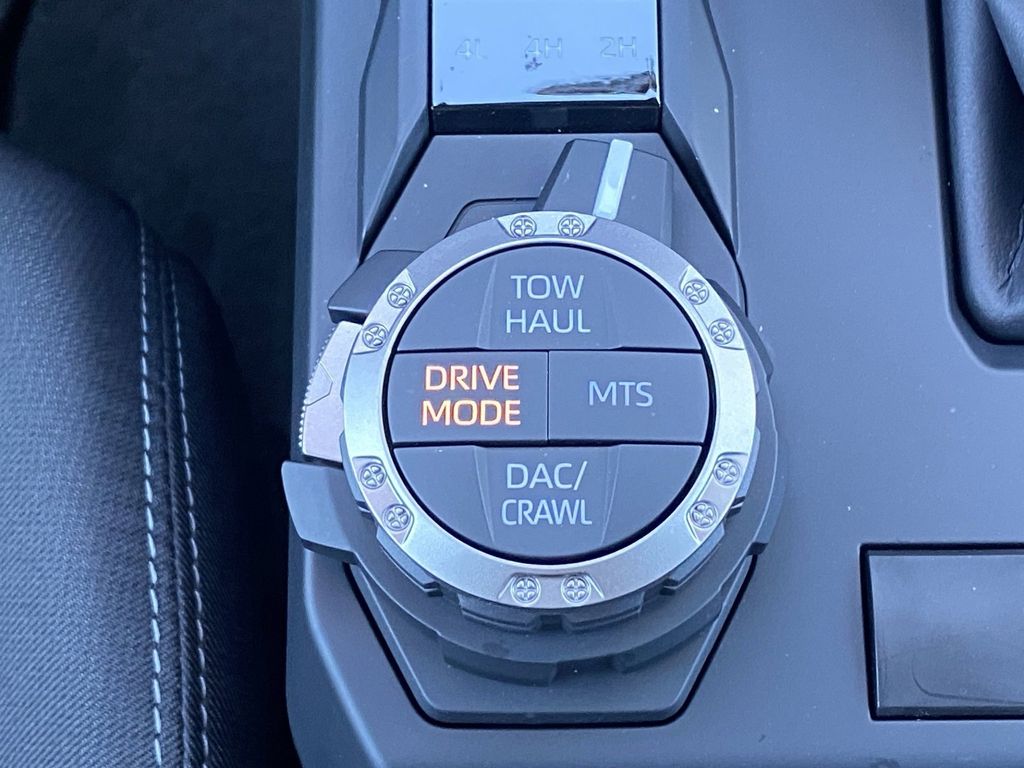 4L 4H 2H
TOW
HAUL
DRIVE
MODE
MTS
DAC/
CRAWL